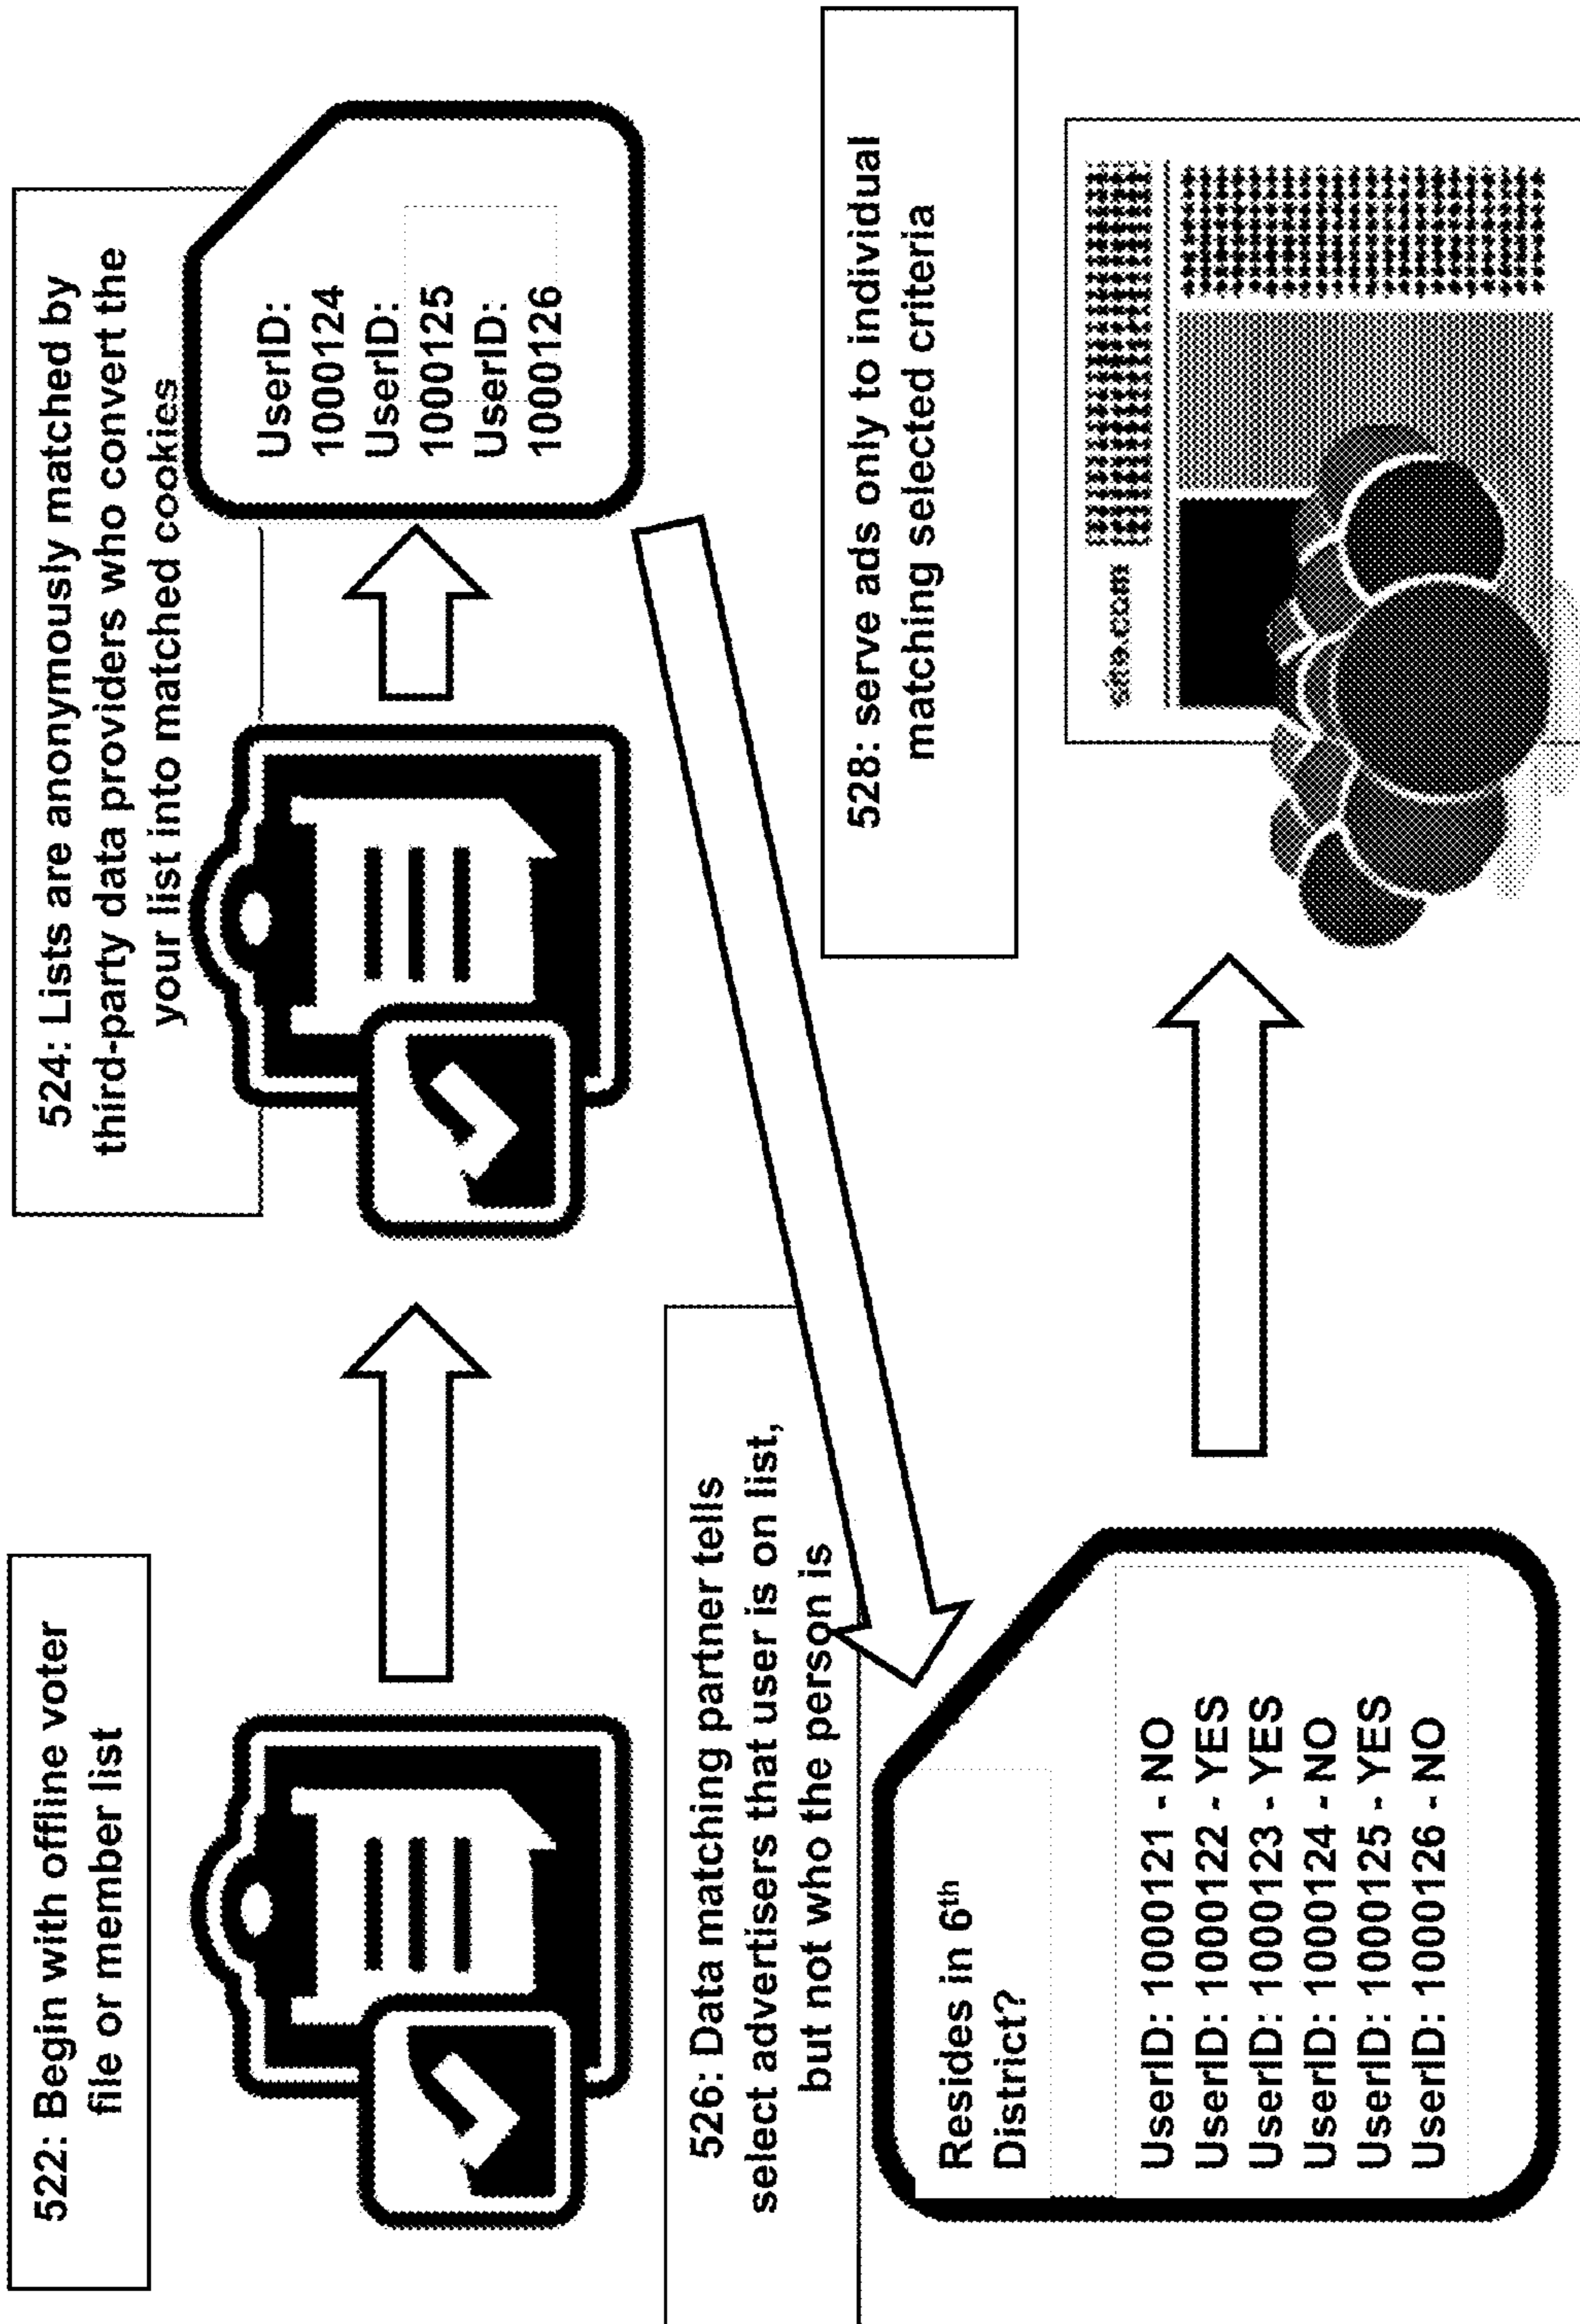 522: Begin with offline voter
file or member list
524: Lists are anonymously matched by
third-party data providers who convert the
your list into matched cookies
UserID:
1000124
UserID:
1000125
UserID:
1000126
526: Data matching partner tells
select advertisers that user is on list,
but not who the person is
Resides in 6th
District?
UserID: 1000121 - NO
UserID: 1000122 - YES
UserID: 1000123 - YES
UserID: 1000124 - NO
UserID: 1000125 - YES
UserID: 1000126 - NO
528: serve ads only to individual
matching selected criteria
site.com